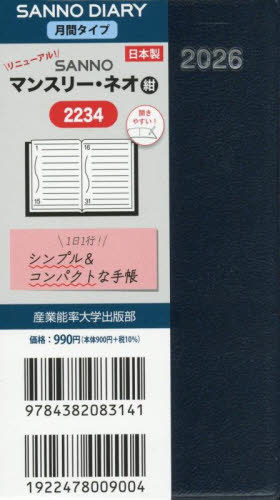 SANNO DIARY
月間タイプ
リニューアル!
日本製
SANNO
マンスリー・ネオ 紺
2234
開き
やすい!
1 16
15 31
1日1行!
シンプル&
コンパクトな手帳
産業能率大学出版部
価格:990円(本体900円+税10%)
9784382083141
1922478009004
2026